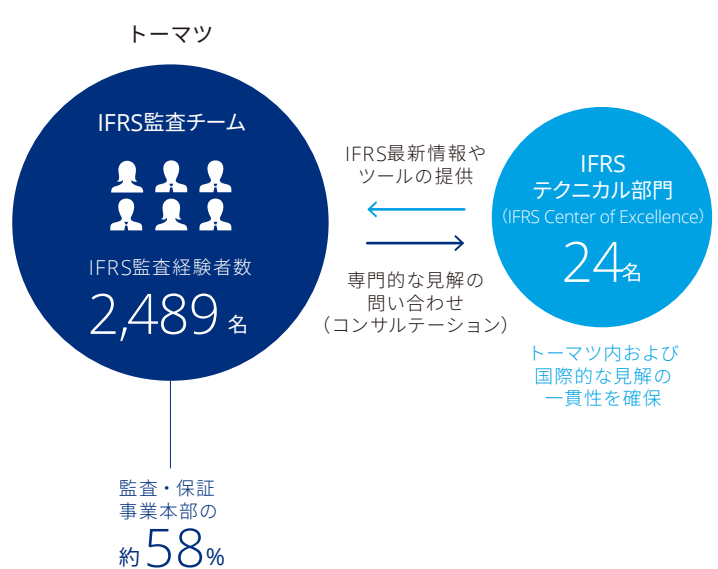 トーマツ
IFRS監査チーム
IFRS監査経験者数
2,489名
監査・保証
事業本部の
約58%
IFRS最新情報や
ツールの提供
専門的な見解の
問い合わせ
（コンサルテーション）
IFRS
テクニカル部門
（IFRS Center of Excellence）
24名
トーマツ内および
国際的な見解の
一貫性を確保